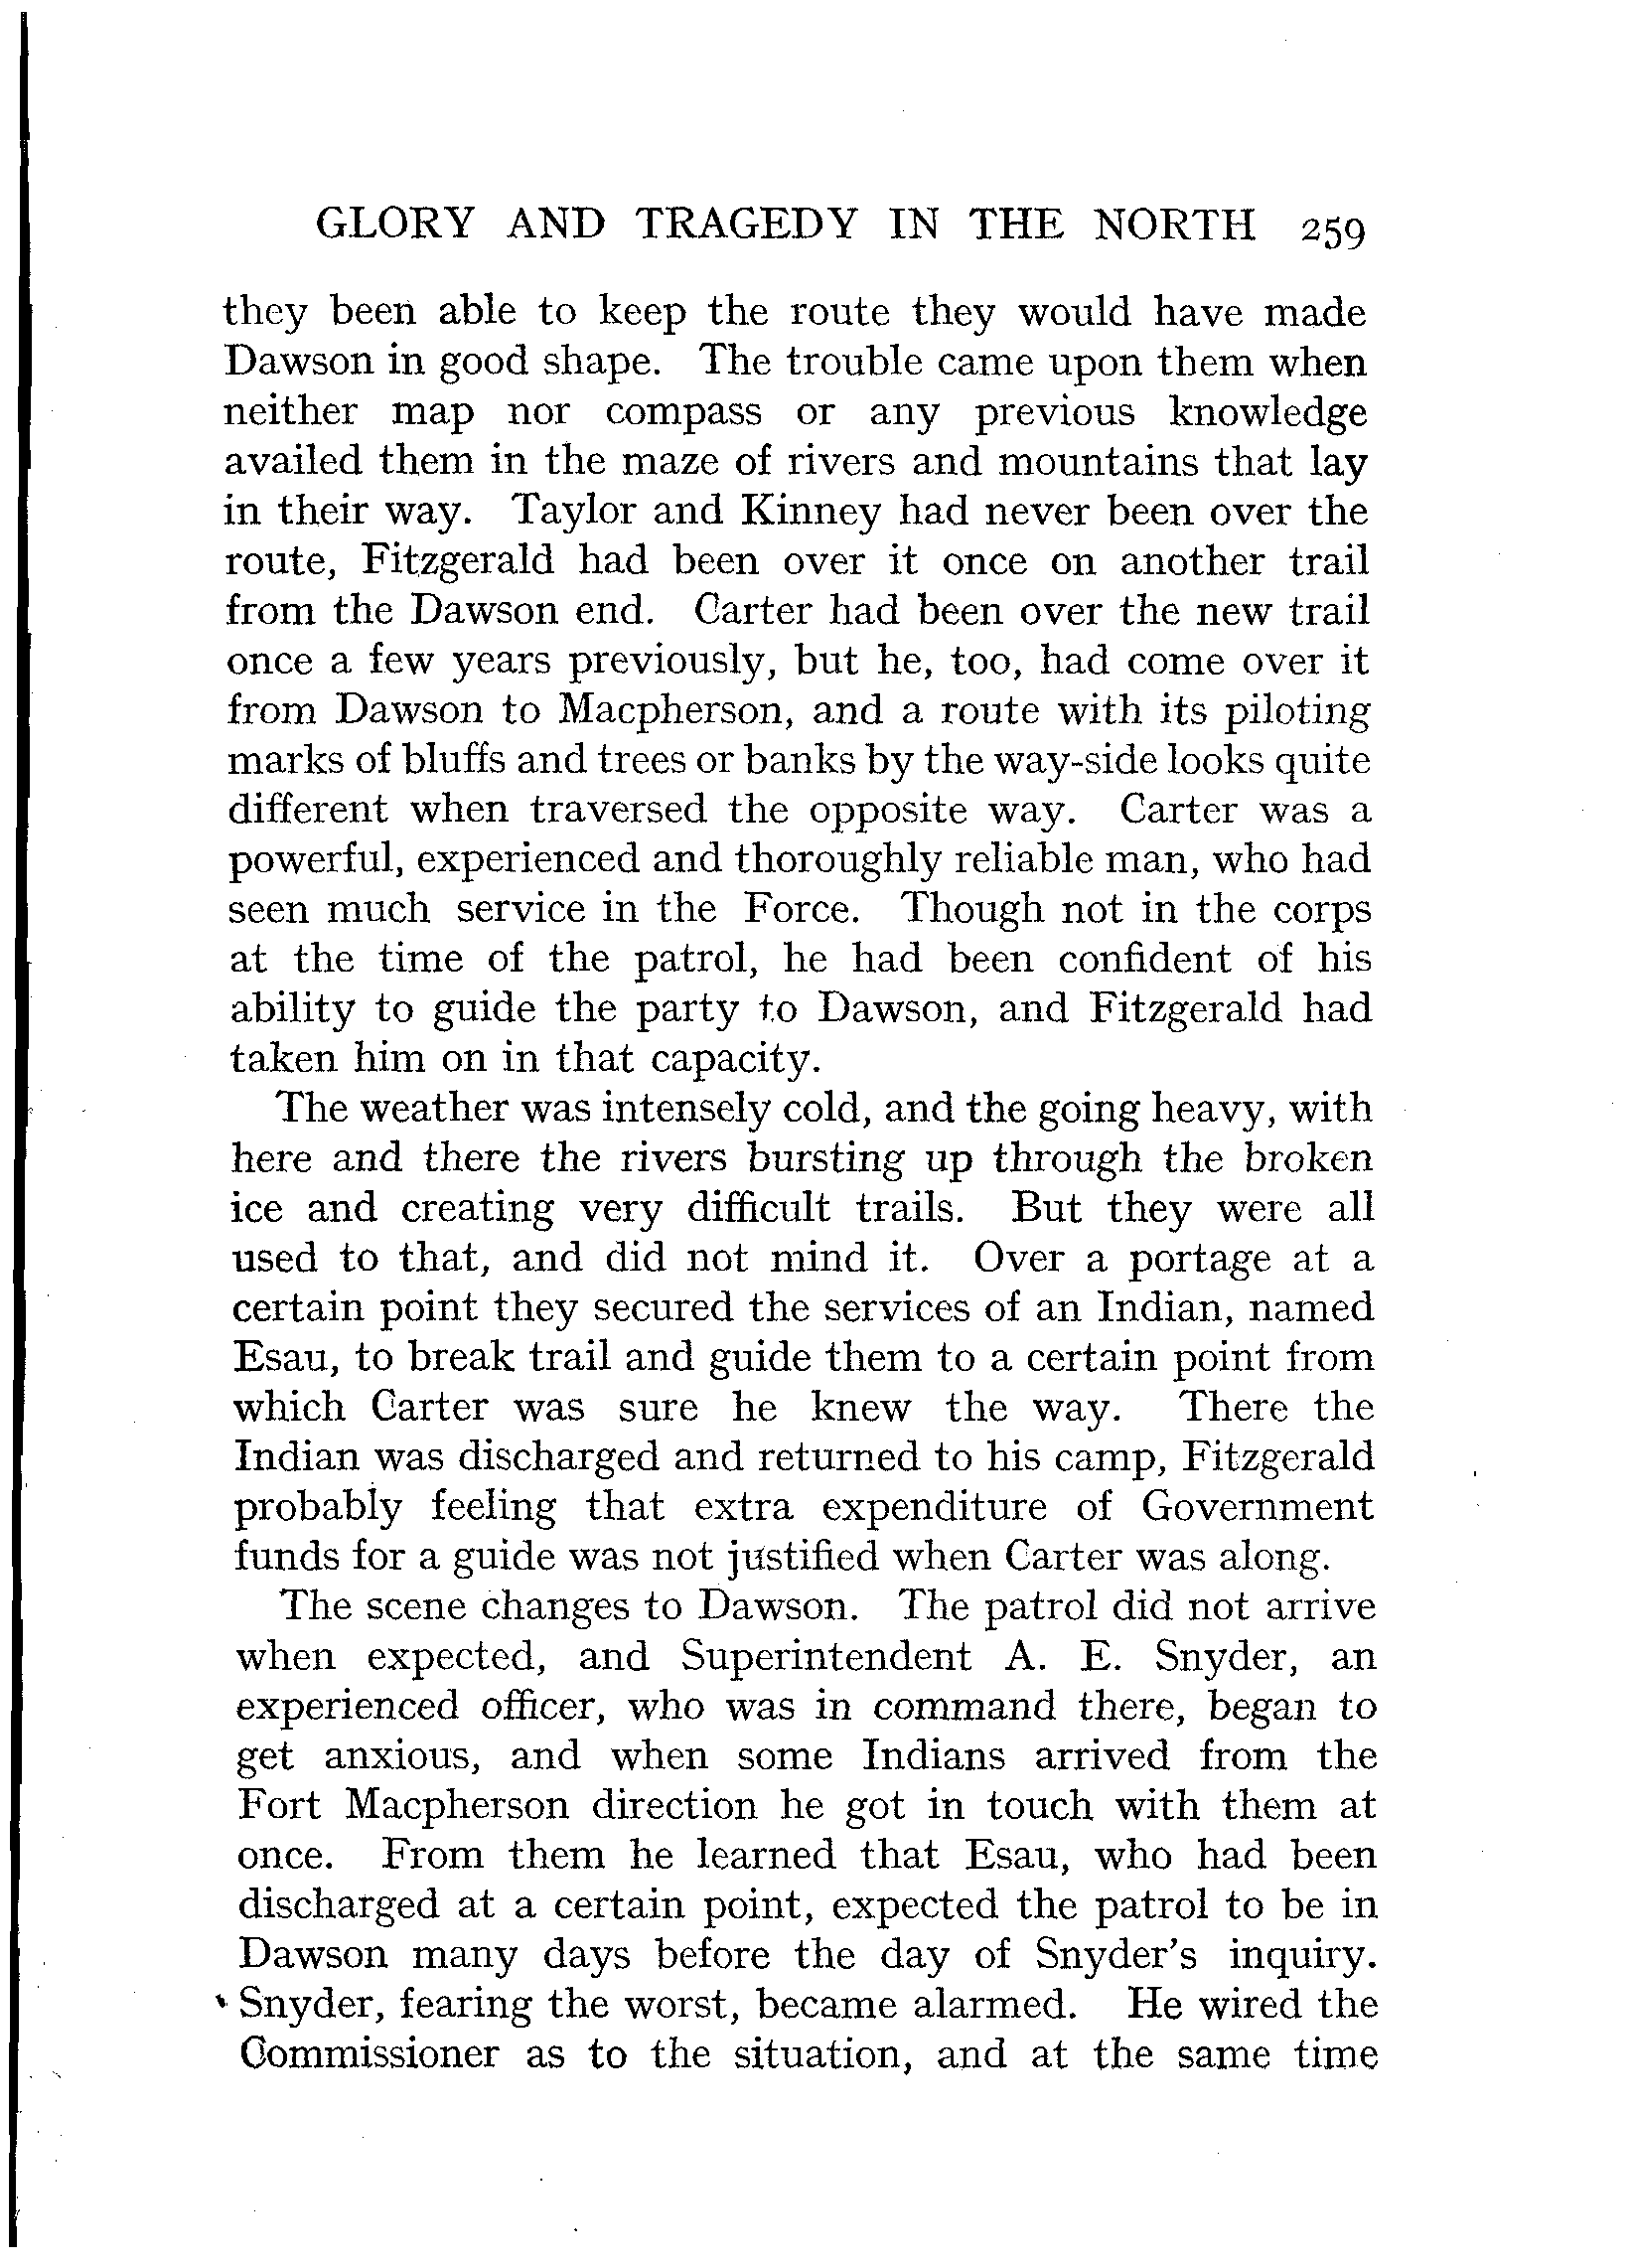 GLORY AND TRAGEDY IN THE NORTH 259
they been able to keep the route they would have made
Dawson in good shape. The trouble came upon them when
neither map nor compass or any previous knowledge
availed them in the maze of rivers and mountains that lay
in their way. Taylor and Kinney had never been over the
route, Fitzgerald had been over it once on another trail
from the Dawson end. Carter had been over the new trail
once a few years previously, but he, too, had come over it
from Dawson to Macpherson, and a route with its piloting
marks of bluffs and trees or banks by the way-side looks quite
different when traversed the opposite way. Carter was a
powerful, experienced and thoroughly reliable man, who had
seen much service in the Force. Though not in the corps
at the time of the patrol, he had been confident of his
ability to guide the party to Dawson, and Fitzgerald had
taken him on in that capacity.
The weather was intensely cold, and the going heavy, with
here and there the rivers bursting up through the broken
ice and creating very difficult trails. But they were all
used to that, and did not mind it. Over a portage at a
certain point they secured the services of an Indian, named
Esau, to break trail and guide them to a certain point from
which Carter was sure he knew the way. There the
Indian was discharged and returned to his camp, Fitzgerald
probably feeling that extra expenditure of Government
funds for a guide was not justified when Carter was along.
The scene changes to Dawson. The patrol did not arrive
when expected, and Superintendent A. E. Snyder, an
experienced officer, who was in command there, began to
get anxious, and when some Indians arrived from the
Fort Macpherson direction he got in touch with them at
once. From them he learned that Esau, who had been
discharged at a certain point, expected the patrol to be in
Dawson many days before the day of Snyder's inquiry.
Snyder, fearing the worst, became alarmed. He wired the
Commissioner as to the situation, and at the same time